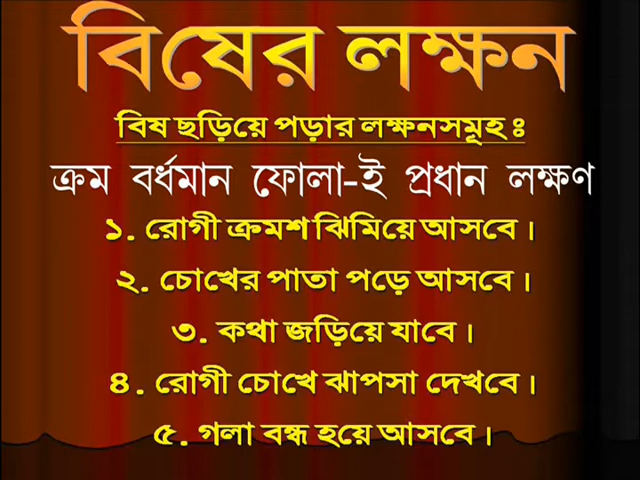 বিষের লক্ষন
বিষ ছড়িয়ে পড়ার লক্ষনসমূহ ঃ
ক্রম বর্ধমান ফোলা-ই প্রধান লক্ষণ
১. রোগী ক্রমশ ঝিমিয়ে আসবে।
২. চোখের পাতা পড়ে আসবে।
৩. কথা জড়িয়ে যাবে।
৪. রোগী চোখে ঝাপসা দেখবে।
৫. গলা বন্ধ হয়ে আসবে।